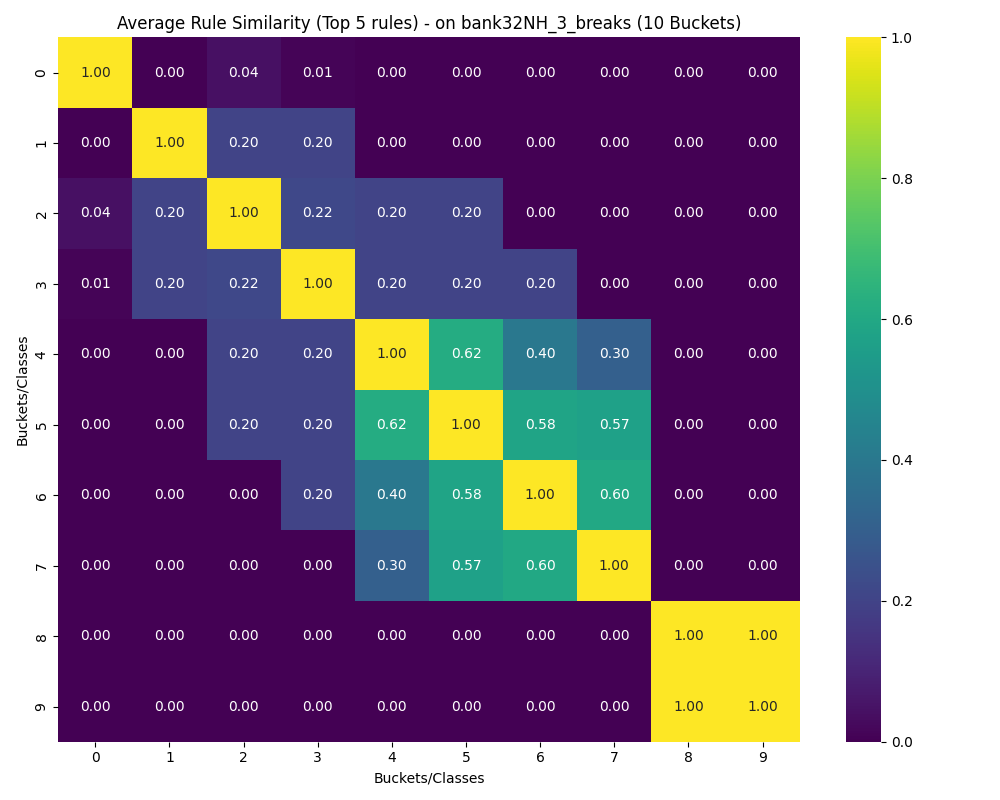 Average Rule Similarity (Top 5 rules) - on bank32NH_3_breaks (10 Buckets)
Buckets/Classes
0 1.00 0.00 0.04 0.01 0.00 0.00 0.00 0.00 0.00 0.00
1 0.00 1.00 0.20 0.20 0.00 0.00 0.00 0.00 0.00 0.00
2 0.04 0.20 1.00 0.22 0.20 0.20 0.00 0.00 0.00 0.00
3 0.01 0.20 0.22 1.00 0.20 0.20 0.20 0.00 0.00 0.00
4 0.00 0.00 0.20 0.20 1.00 0.62 0.40 0.30 0.00 0.00
5 0.00 0.00 0.20 0.20 0.62 1.00 0.58 0.57 0.00 0.00
6 0.00 0.00 0.00 0.20 0.40 0.58 1.00 0.60 0.00 0.00
7 0.00 0.00 0.00 0.00 0.30 0.57 0.60 1.00 0.00 0.00
8 0.00 0.00 0.00 0.00 0.00 0.00 0.00 0.00 1.00 1.00
9 0.00 0.00 0.00 0.00 0.00 0.00 0.00 0.00 1.00 1.00
0 1 2 3 4 5 6 7 8 9
Buckets/Classes
1.0
0.8
0.6
0.4
0.2
0.0